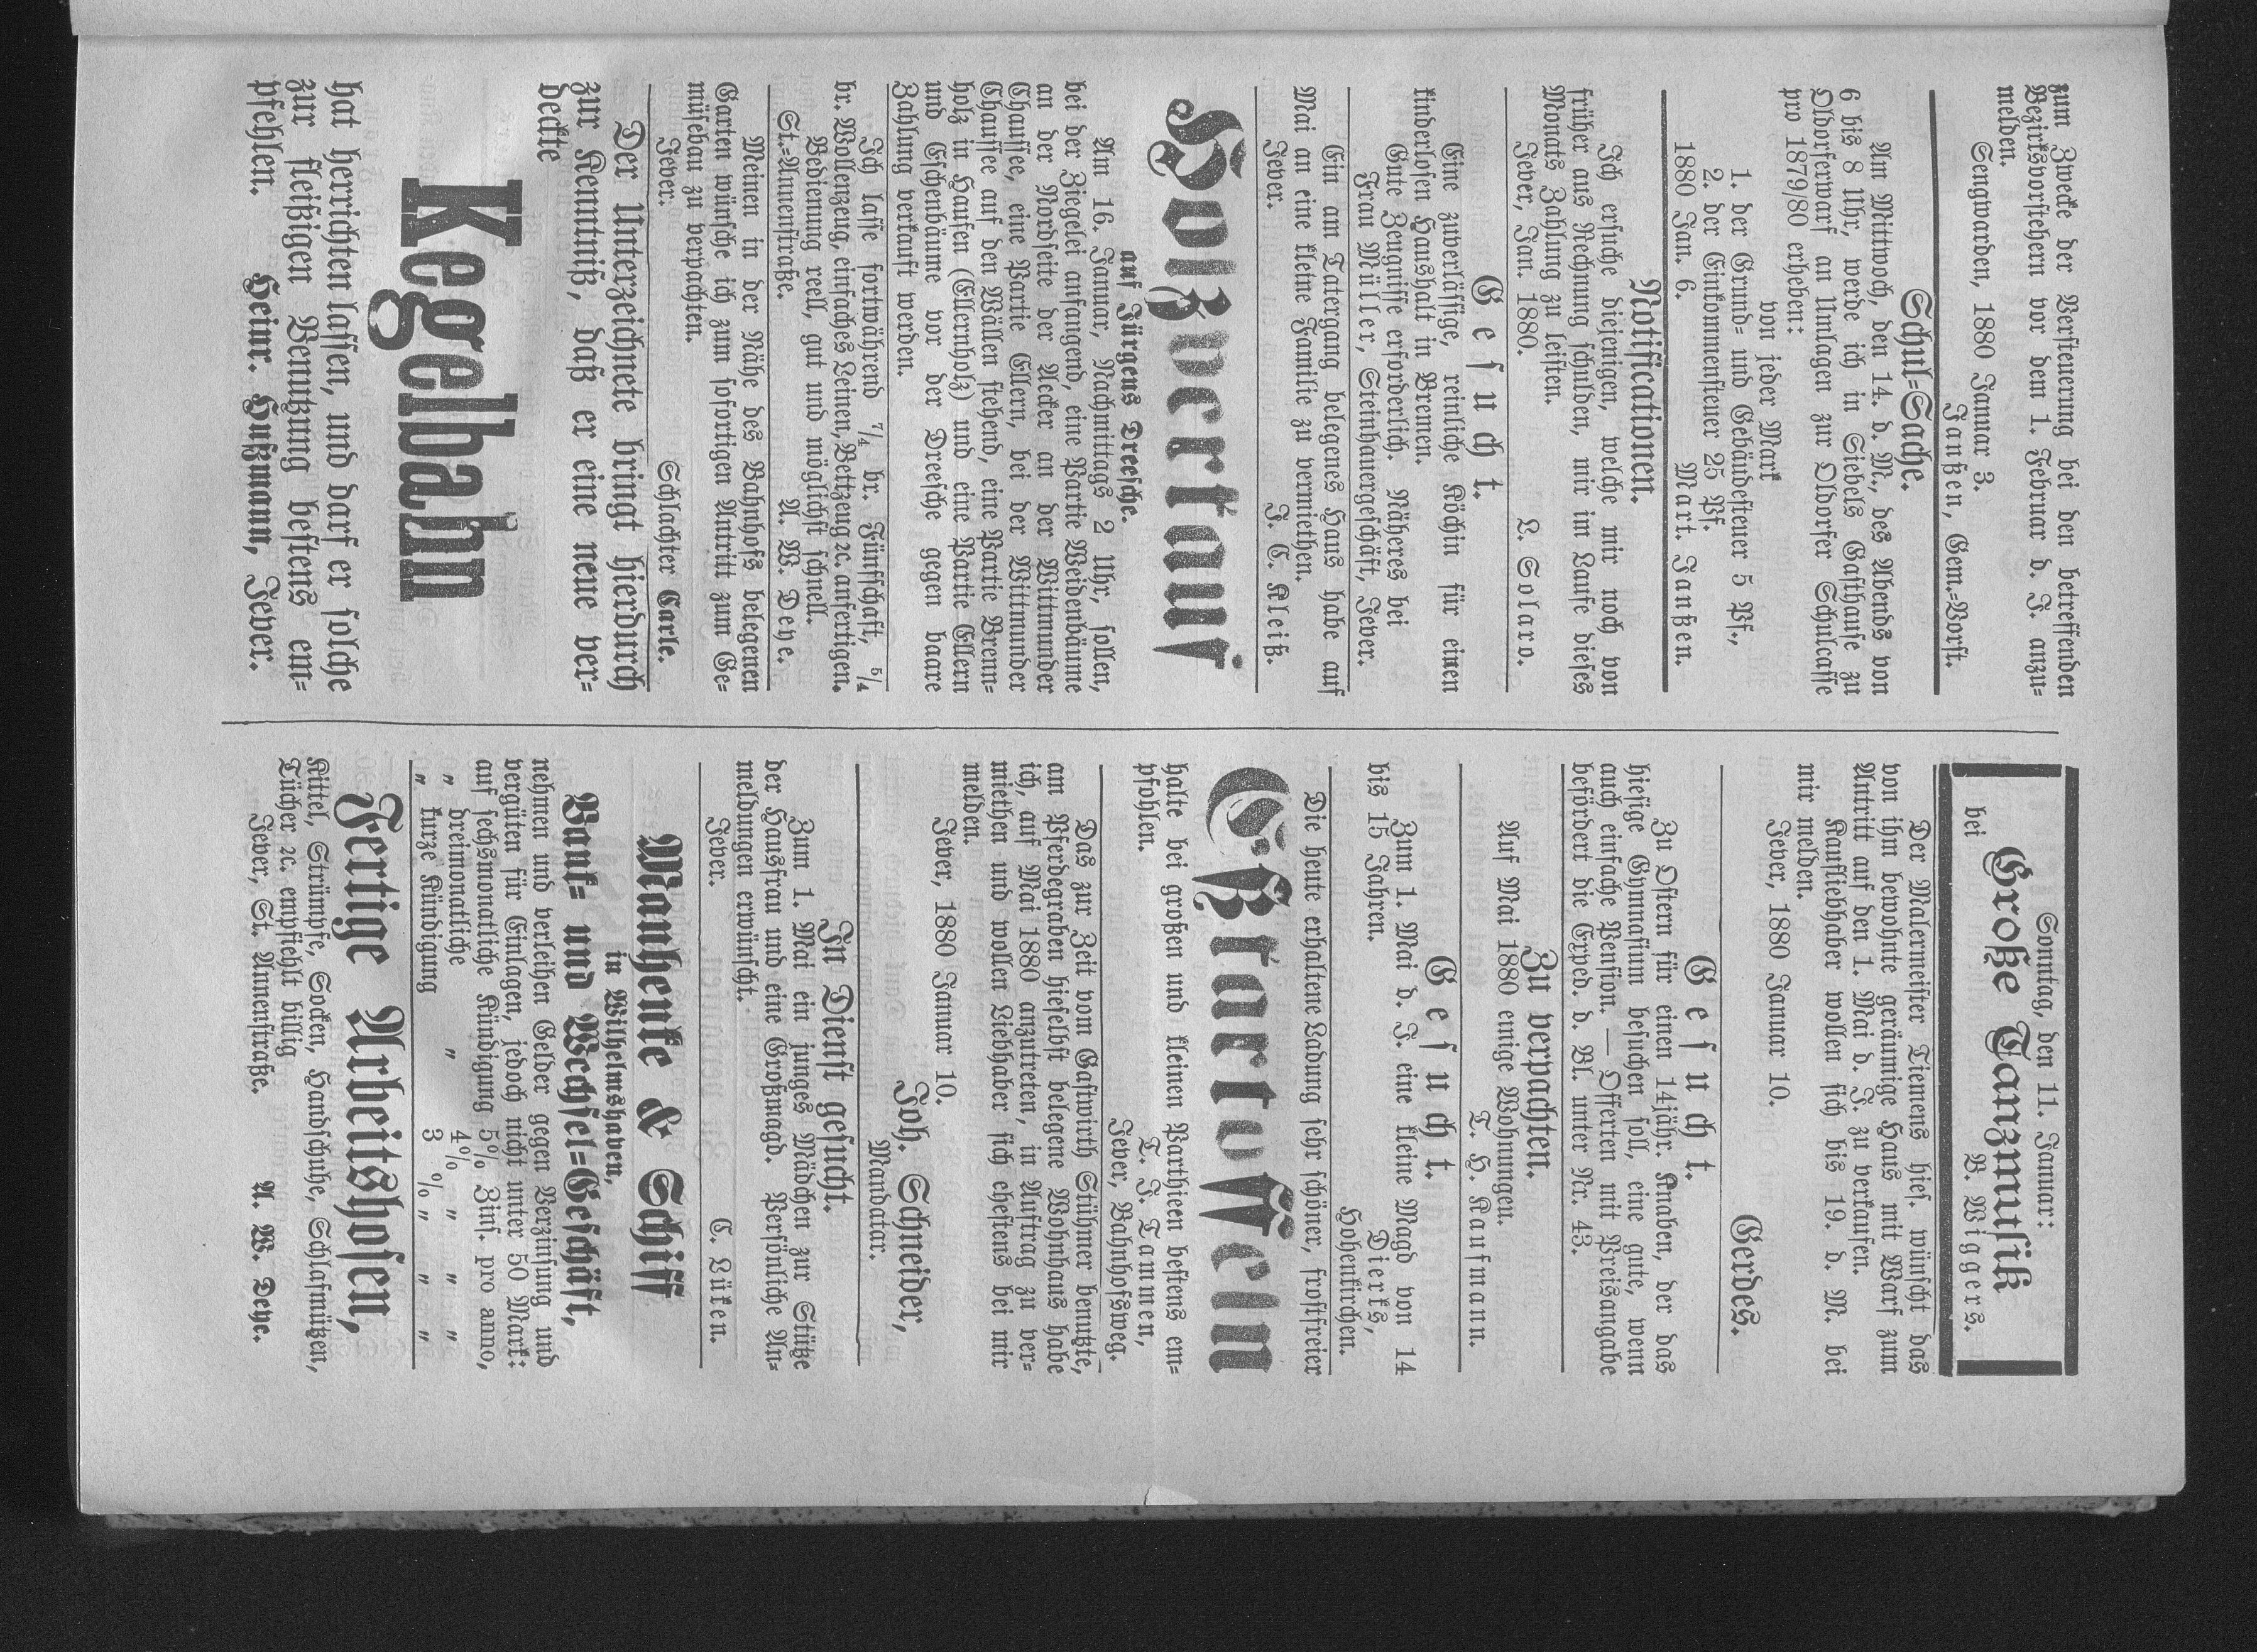 zum Zwecke der Versteuerung bei den betreffenden
Bezirksvorstehern vor dem 1. Februar d. J. anzu-
melden.
Sengwarden, 1880 Januar 3.
Janßen, Gem.-Vorst.
Schul-Sache.
Am Mittwoch, den 14. d. M., des Abends von
6 bis 8 Uhr, werde ich in Siebels Gasthause zu
Oldorferwarf an Umlagen zur Oldorfer Schulcasse
pro 1879/80 erheben:
von jeder Mark
1. der Grund- und Gebäudesteuer 5 Pf.,
2. der Einkommensteuer 25 Pf.
1880 Jan. 6. Mart. Janßen.
Notificationen.
Ich ersuche diejenigen, welche mir noch von
früher aus Rechnung schulden, mir im Laufe dieses
Monats Zahlung zu leisten.
Jever, Jan. 1880. L. Solaro.
Gesucht.
Eine zuverlässige, reinliche Köchin für einen
kinderlosen Haushalt in Bremen.
Gute Zeugnisse erforderlich. Näheres bei
Frau Müller, Steinhauergeschäft, Jever.
Ein am Tatergang belegenes Haus habe auf
Mai an eine kleine Familie zu vermiethen.
Jever. J. C. Kleiß.
Holzverkauf
auf Jürgens Dreesche.
Am 16. Januar, Nachmittags 2 Uhr, sollen,
bei der Ziegelei anfangend, eine Partie Weidenbäume
an der Nordseite der Aecker an der Wittmunder
Chaussee, eine Partie Ellern, bei der Wittmunder
Chaussee auf den Wällen stehend, eine Partie Brenn-
holz in Haufen (Ellernholz) und eine Partie Ellern
und Eschenbäume vor der Dreesche gegen baare
Zahlung verkauft werden.
Ich lasse fortwährend 7/4 br. Fünfschaft, 5/4
br. Wollenzeug, einfaches Leinen, Bettzeug ꝛc. anfertigen.
Bedienung reell, gut und möglichst schnell.
St.-Annenstraße. A. W. Deye.
Meinen in der Nähe des Bahnhofs belegenen
Garten wünsche ich zum sofortigen Antritt zum Ge-
müsebau zu verpachten.
Jever. Schlachter Carle.
Der Unterzeichnete bringt hierdurch
zur Kenntniß, daß er eine neue ver-
deckte
Kegelbahn
hat herrichten lassen, und darf er solche
zur fleißigen Benutzung bestens em-
pfehlen. Heinr. Hußmann, Jever.
Sonntag, den 11. Januar:
Große Tanzmusik
bei B. Wiggers.
Der Malermeister Tiemens hies. wünscht das
von ihm bewohnte geräumige Haus mit Warf zum
Antritt auf den 1. Mai d. J. zu verkaufen.
Kaufliebhaber wollen sich bis 19. d. M. bei
mir melden.
Jever, 1880 Januar 10.
Gerdes.
Gesucht.
Zu Ostern für einen 14jähr. Knaben, der das
hiesige Gymnasium besuchen soll, eine gute, wenn
auch einfache Pension. — Offerten mit Preisangabe
befördert die Exped. d. Bl. unter Nr. 43.
Zu verpachten.
Auf Mai 1880 einige Wohnungen.
T. H. Kaufmann.
Gesucht.
Zum 1. Mai d. J. eine kleine Magd von 14
bis 15 Jahren. Dierks,
Hohenkirchen.
Die heute erhaltene Ladung sehr schöner, frostfreier
Eßkartoffeln
halte bei großen und kleinen Parthieen bestens em-
pfohlen. T. J. Tammen,
Jever, Bahnhofsweg.
Das zur Zeit vom Gastwirth Stühmer benutzte,
am Pferdegraben hieselbst belegene Wohnhaus habe
ich, auf Mai 1880 anzutreten, in Auftrag zu ver-
miethen und wollen Liebhaber sich ehestens bei mir
melden.
Jever, 1880 Januar 10.
Joh. Schneider,
Mandatar.
In Dienst gesucht.
Zum 1. Mai ein junges Mädchen zur Stütze
der Hausfrau und eine Großmagd. Persönliche An-
meldungen erwünscht.
Jever. C. Lüken.
Mamhenke & Schiff
in Wilhelmshaven,
Bank- und Wechsel-Geschäft,
nehmen und verleihen Gelder gegen Verzinsung und
vergüten für Einlagen, jedoch nicht unter 50 Mark:
auf sechsmonatliche Kündigung 5% Zins. pro anno,
" dreimonatliche " 4% " " "
" kurze Kündigung 3 % " " "
Fertige Arbeitshosen,
Kittel, Strümpfe, Socken, Handschuhe, Schlafmützen,
Tücher ꝛc. empfiehlt billig
Jever, St. Annenstraße. A. W. Deye.